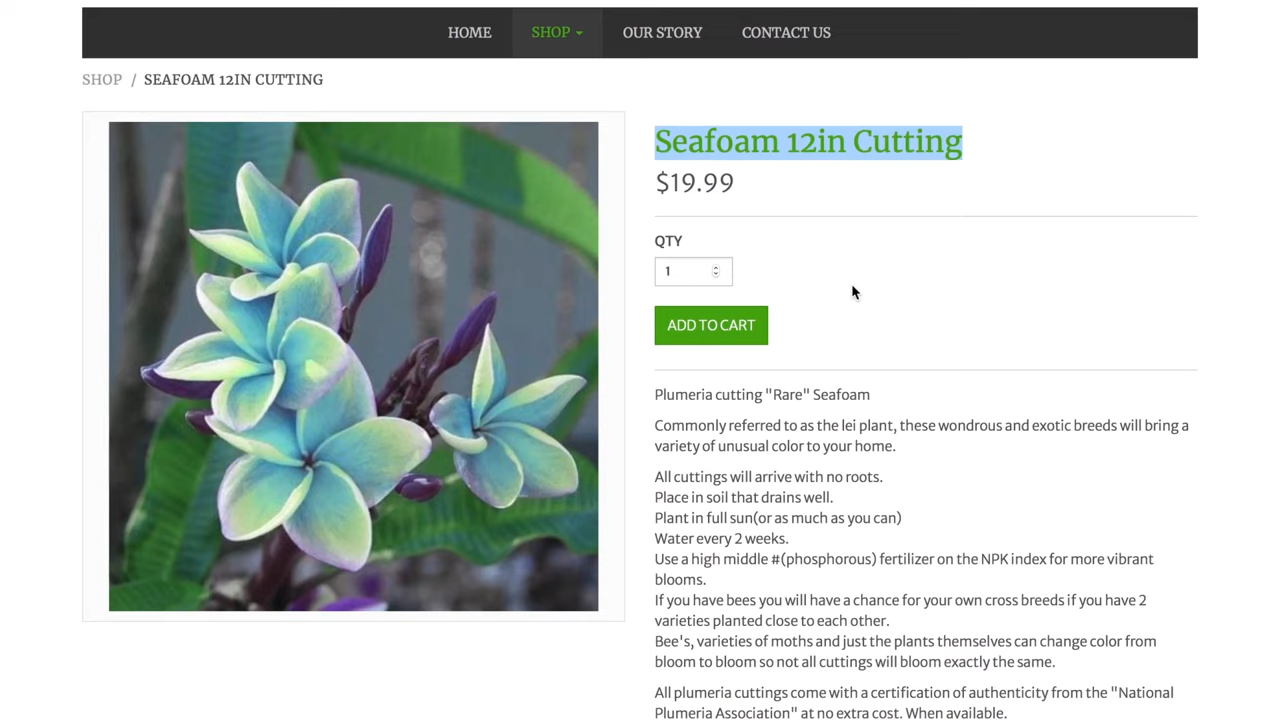 HOME SHOP OUR STORY CONTACT US
SHOP / SEAFOAM 12IN CUTTING
Seafoam 12in Cutting
$19.99
QTY
1
ADD TO CART
Plumeria cutting "Rare" Seafoam
Commonly referred to as the lei plant, these wondrous and exotic breeds will bring a
variety of unusual color to your home.
All cuttings will arrive with no roots.
Place in soil that drains well.
Plant in full sun(or as much as you can)
Water every 2 weeks.
Use a high middle #(phosphorous) fertilizer on the NPK index for more vibrant
blooms.
If you have bees you will have a chance for your own cross breeds if you have 2
varieties planted close to each other.
Bee's, varieties of moths and just the plants themselves can change color from
bloom to bloom so not all cuttings will bloom exactly the same.
All plumeria cuttings come with a certification of authenticity from the "National
Plumeria Association" at no extra cost. When available.